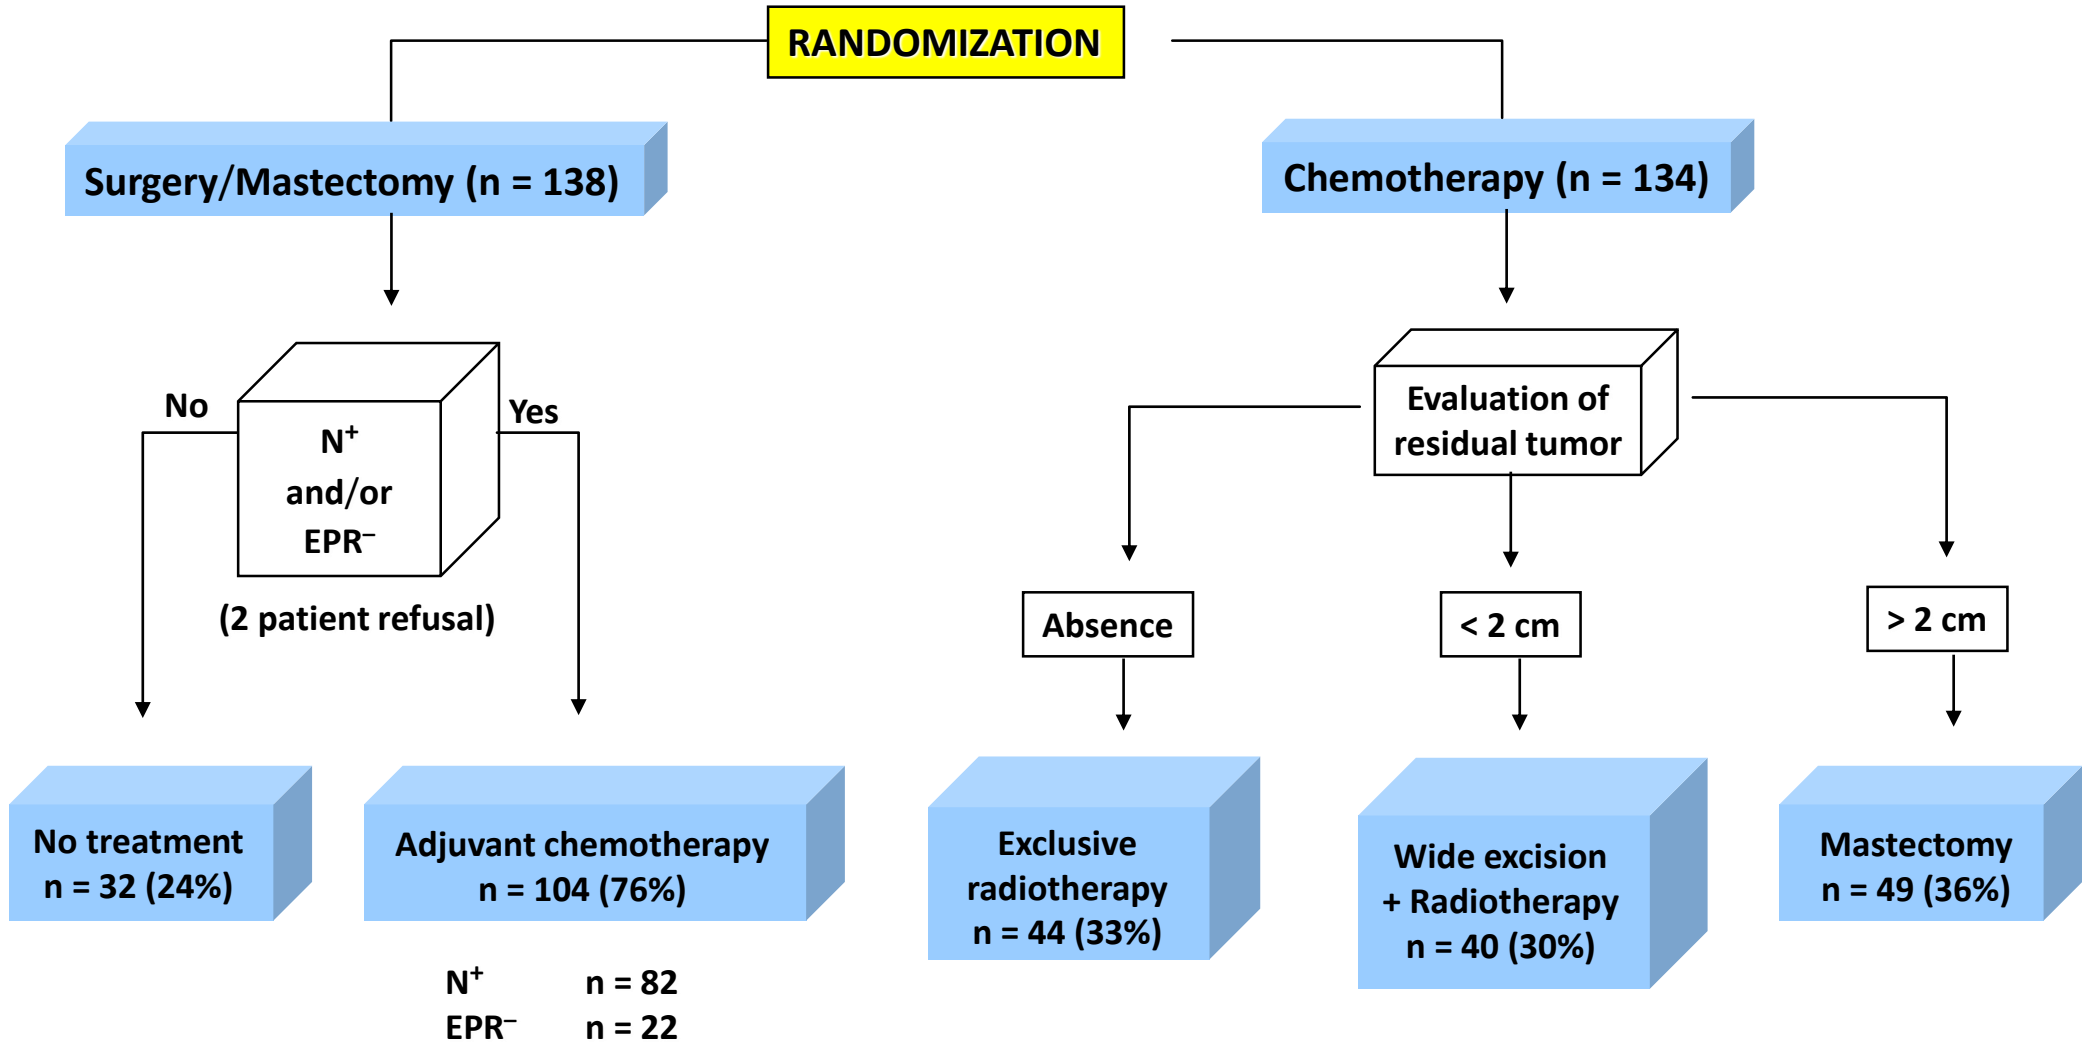 RANDOMIZATION
Surgery/Mastectomy (n = 138)
Chemotherapy (n = 134)
No
Yes
N⁺
and/or
EPR⁻
(2 patient refusal)
Evaluation of
residual tumor
Absence
< 2 cm
> 2 cm
No treatment
n = 32 (24%)
Adjuvant chemotherapy
n = 104 (76%)
N⁺ n = 82
EPR⁻ n = 22
Exclusive
radiotherapy
n = 44 (33%)
Wide excision
+ Radiotherapy
n = 40 (30%)
Mastectomy
n = 49 (36%)